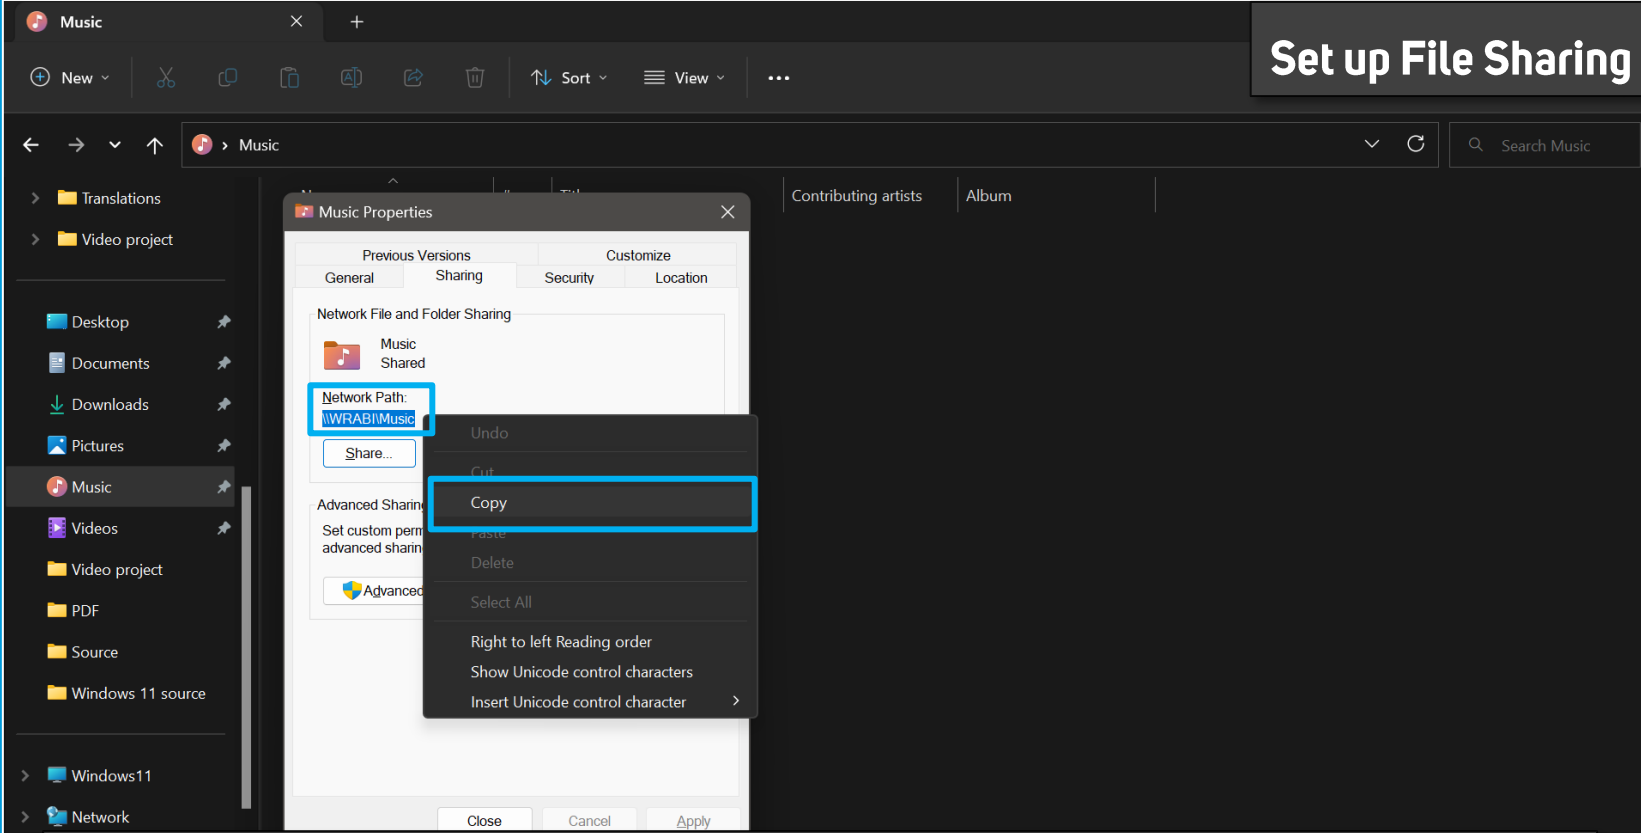 Music
Set up File Sharing
New
Sort
View
Music
Search Music
Translations
Video project
Desktop
Documents
Downloads
Pictures
Music
Videos
Video project
PDF
Source
Windows 11 source
Windows11
Network
Contributing artists
Album
Music Properties
Previous Versions
Customize
General
Sharing
Security
Location
Network File and Folder Sharing
Music
Shared
Network Path:
\\WRABI\Music
Share...
Advanced Sharing
Set custom perm
advanced sharin
Advanced
Undo
Cut
Copy
Paste
Delete
Select All
Right to left Reading order
Show Unicode control characters
Insert Unicode control character
Close
Cancel
Apply